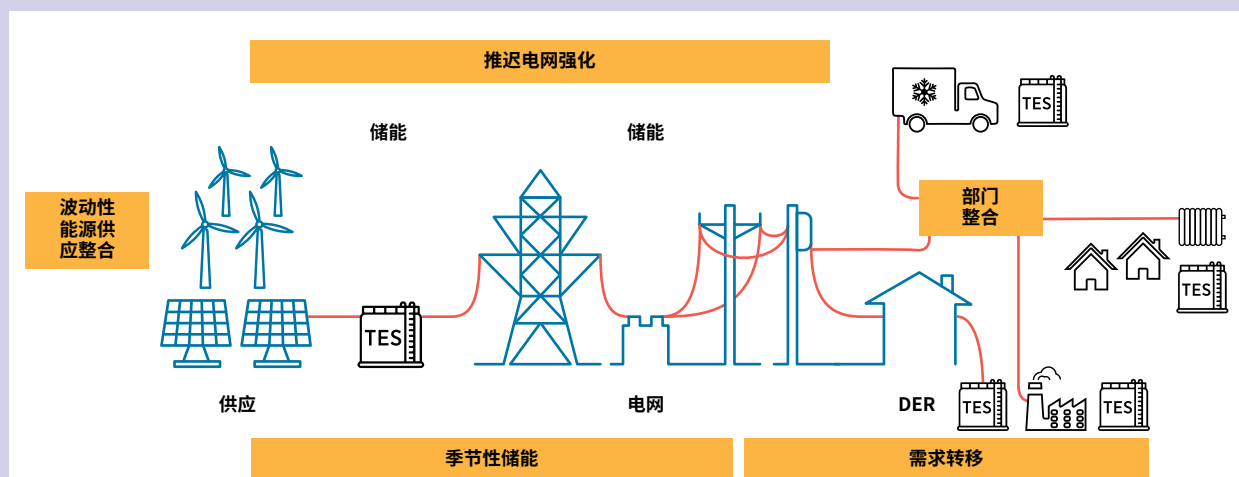 推迟电网强化
TES
储能
储能
波动性
能源供
应整合
部门
整合
TES
TES
供应
电网
DER
TES
TES
季节性储能
需求转移